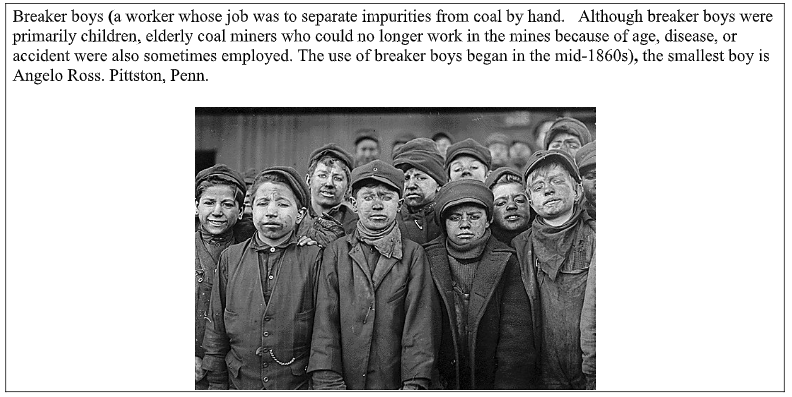 Breaker boys (a worker whose job was to separate impurities from coal by hand.   Although breaker boys were
primarily children, elderly coal miners who could no longer work in the mines because of age, disease, or
accident were also sometimes employed. The use of breaker boys began in the mid-1860s), the smallest boy is
Angelo Ross. Pittston, Penn.